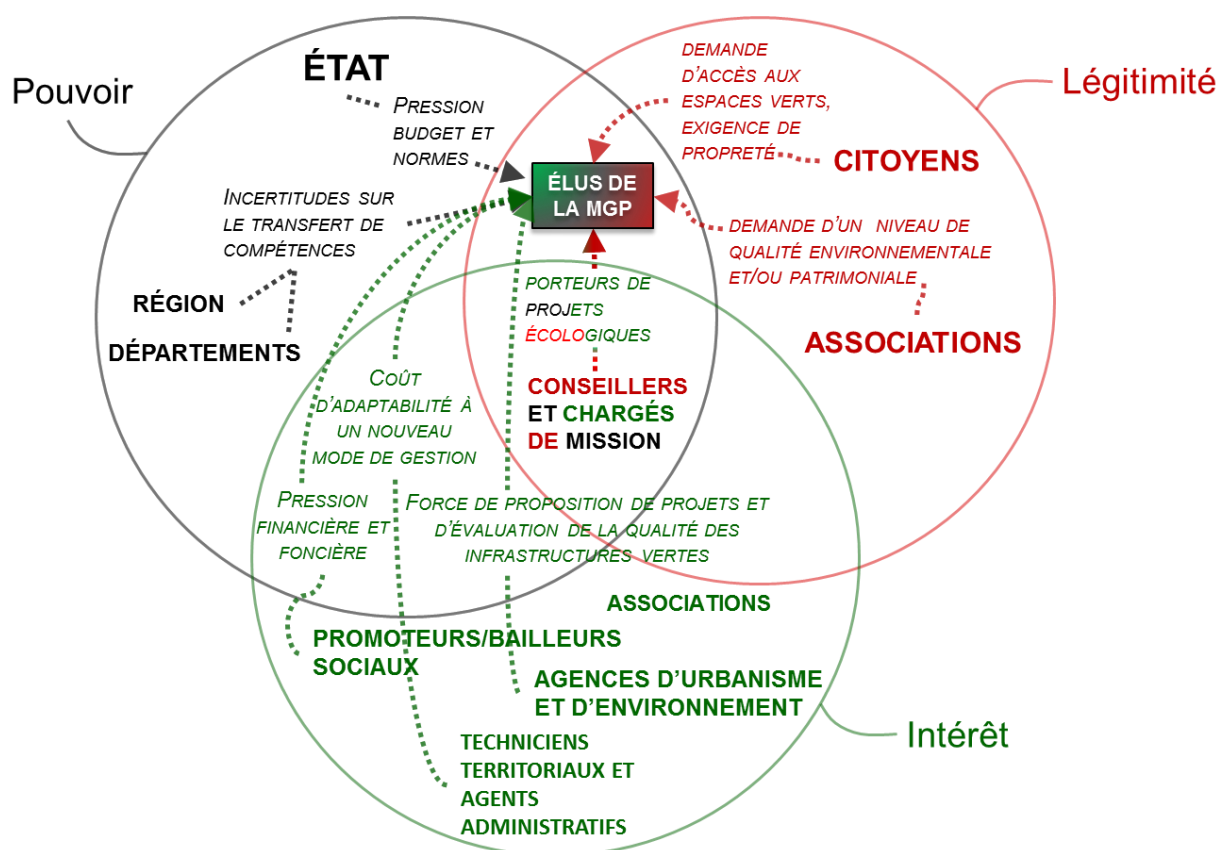 Pouvoir
ÉTAT
PRESSION
BUDGET ET
NORMES
INCERTITUDES SUR
LE TRANSFERT DE
COMPÉTENCES
RÉGION
DÉPARTEMENTS
Légitimité
DEMANDE
D'ACCÈS AUX
ESPACES VERTS,
EXIGENCE DE
PROPRETÉ
CITOYENS
ÉLUS DE
LA MGP
DEMANDE D'UN NIVEAU DE
QUALITÉ ENVIRONNEMENTALE
ET/OU PATRIMONIALE
ASSOCIATIONS
PORTEURS DE
PROJETS
ÉCOLOGIQUES
CONSEILLERS
ET CHARGÉS
DE MISSION
COÛT
D'ADAPTABILITÉ À
UN NOUVEAU
MODE DE GESTION
PRESSION
FINANCIÈRE ET
FONCIÈRE
FORCE DE PROPOSITION DE PROJETS ET
D'ÉVALUATION DE LA QUALITÉ DES
INFRASTRUCTURES VERTES
ASSOCIATIONS
PROMOTEURS/BAILLEURS
SOCIAUX
AGENCES D'URBANISME
ET D'ENVIRONNEMENT
Intérêt
TECHNICIENS
TERRITORIAUX ET
AGENTS
ADMINISTRATIFS